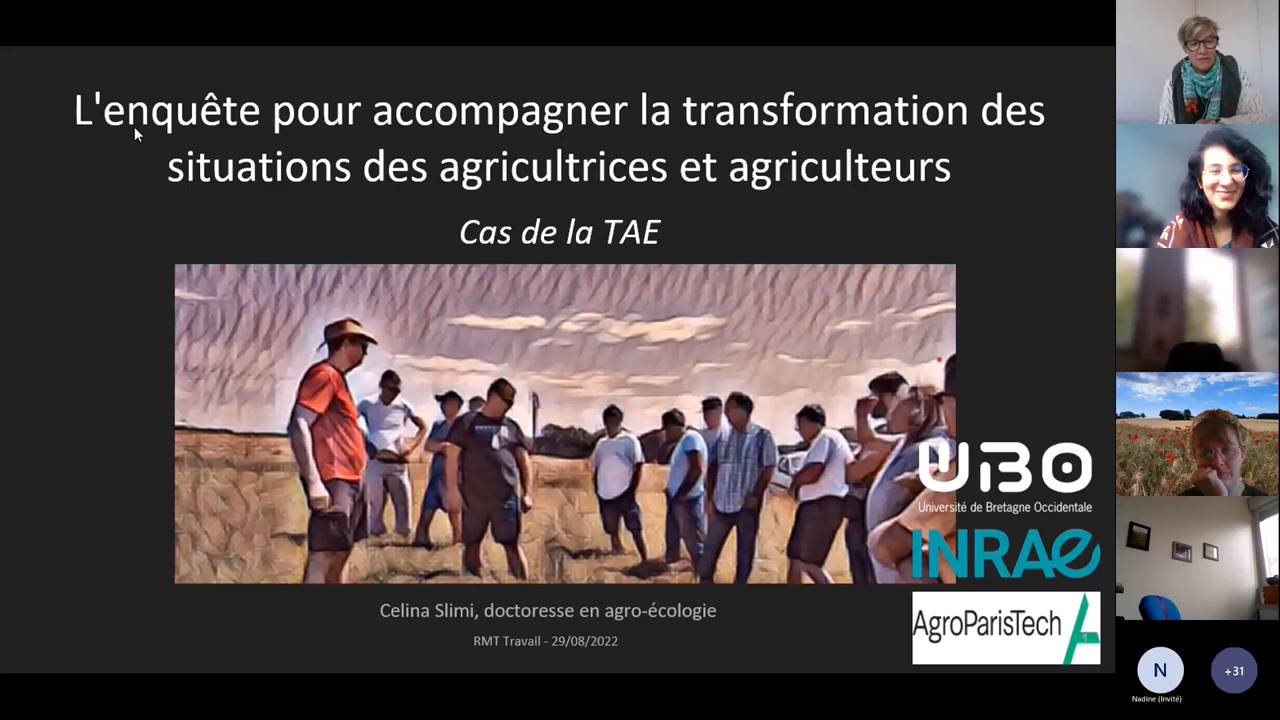 L'enquête pour accompagner la transformation des
situations des agricultrices et agriculteurs
Cas de la TAE
UBO
Université de Bretagne Occidentale
INRAE
AgroParisTech
1
Celina Slimi, doctoresse en agro-écologie
RMT Travail - 29/08/2022
N
+31
Nadine (Invité)